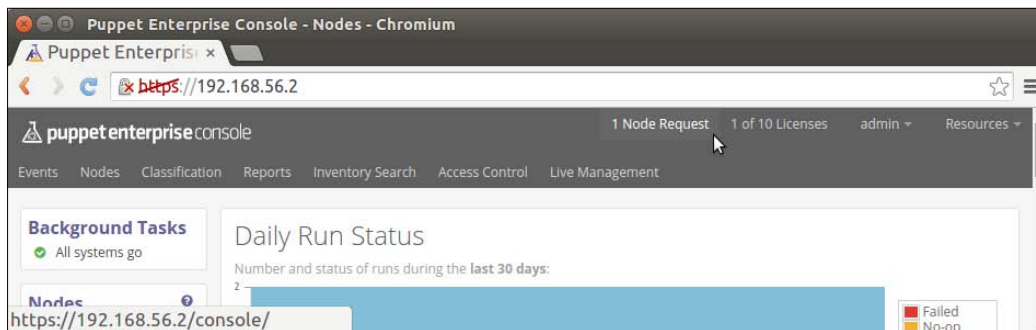 Puppet Enterprise Console - Nodes - Chromium
Puppet Enterpris
https://192.168.56.2
puppet enterprise console
1 Node Request 1 of 10 Licenses admin Resources
Events Nodes Classification Reports Inventory Search Access Control Live Management
Background Tasks
All systems go
Daily Run Status
Number and status of runs during the last 30 days:
2
Nodes ?
Failed
No-op
https://192.168.56.2/console/